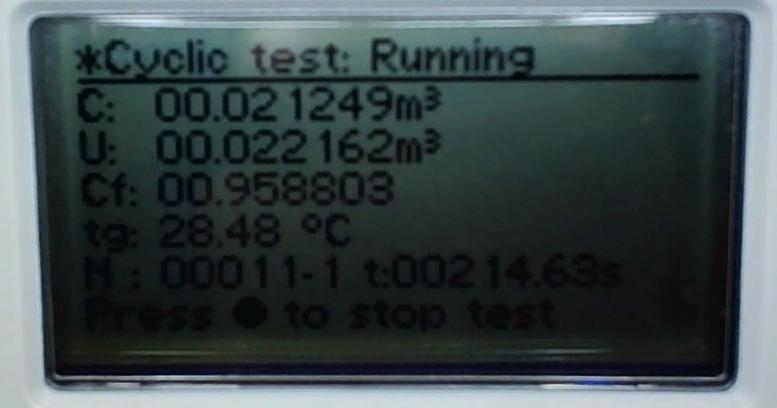 *Cyclic test: Running
C: 00.021249m³
U: 00.022162m³
Cf: 00.958803
tg: 28.48 °C
N : 00011-1 t:00214.63s
Press ● to stop test